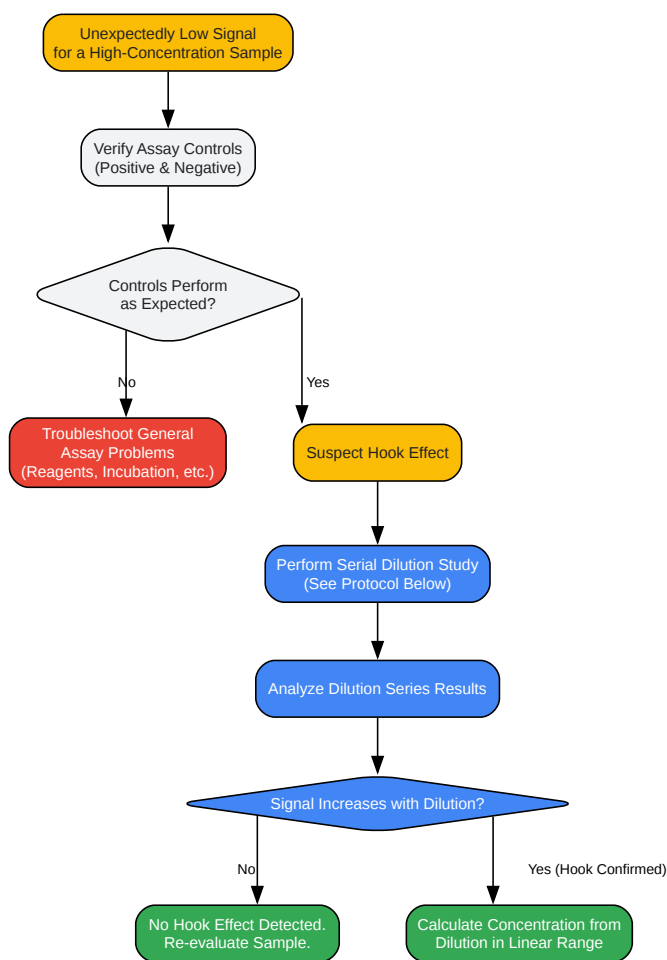 Unexpectedly Low Signal
for a High-Concentration Sample
Verify Assay Controls
(Positive & Negative)
Controls Perform
as Expected?
No
Yes
Troubleshoot General
Assay Problems
(Reagents, Incubation, etc.)
Suspect Hook Effect
Perform Serial Dilution Study
(See Protocol Below)
Analyze Dilution Series Results
Signal Increases with Dilution?
No
Yes (Hook Confirmed)
No Hook Effect Detected.
Re-evaluate Sample.
Calculate Concentration from
Dilution in Linear Range